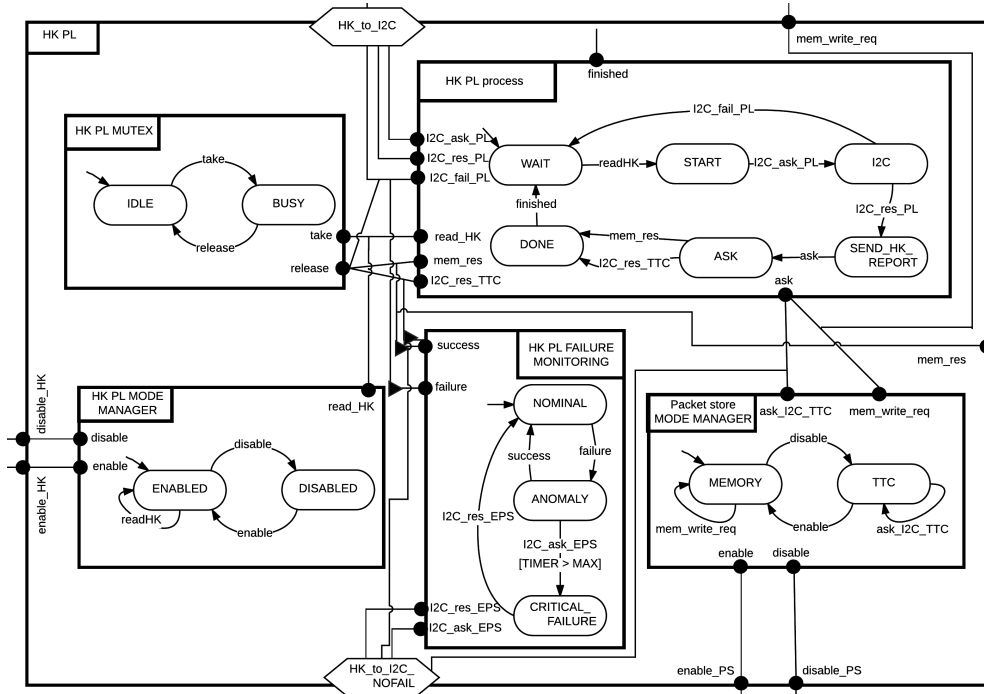 HK PL
HK_to_I2C
mem_write_req
HK PL process
finished
I2C_fail_PL
I2C_ask_PL
I2C_res_PL
I2C_fail_PL
WAIT
readHK
START
I2C_ask_PL
I2C
I2C_res_PL
finished
DONE
mem_res
I2C_res_TTC
ASK
ask
SEND_HK_
REPORT
read_HK
mem_res
I2C_res_TTC
ask
HK PL MUTEX
take
IDLE
BUSY
release
take
release
success
failure
HK PL FAILURE
MONITORING
NOMINAL
success
failure
ANOMALY
I2C_res_EPS
I2C_ask_EPS
[TIMER > MAX]
CRITICAL_
FAILURE
I2C_res_EPS
I2C_ask_EPS
mem_res
disable_HK
enable_HK
HK PL MODE
MANAGER
read_HK
disable
enable
disable
ENABLED
DISABLED
readHK
enable
Packet store
MODE MANAGER
ask_I2C_TTC
mem_write_req
disable
MEMORY
TTC
mem_write_req
enable
ask_I2C_TTC
enable
disable
enable_PS
disable_PS
HK_to_I2C_
NOFAIL